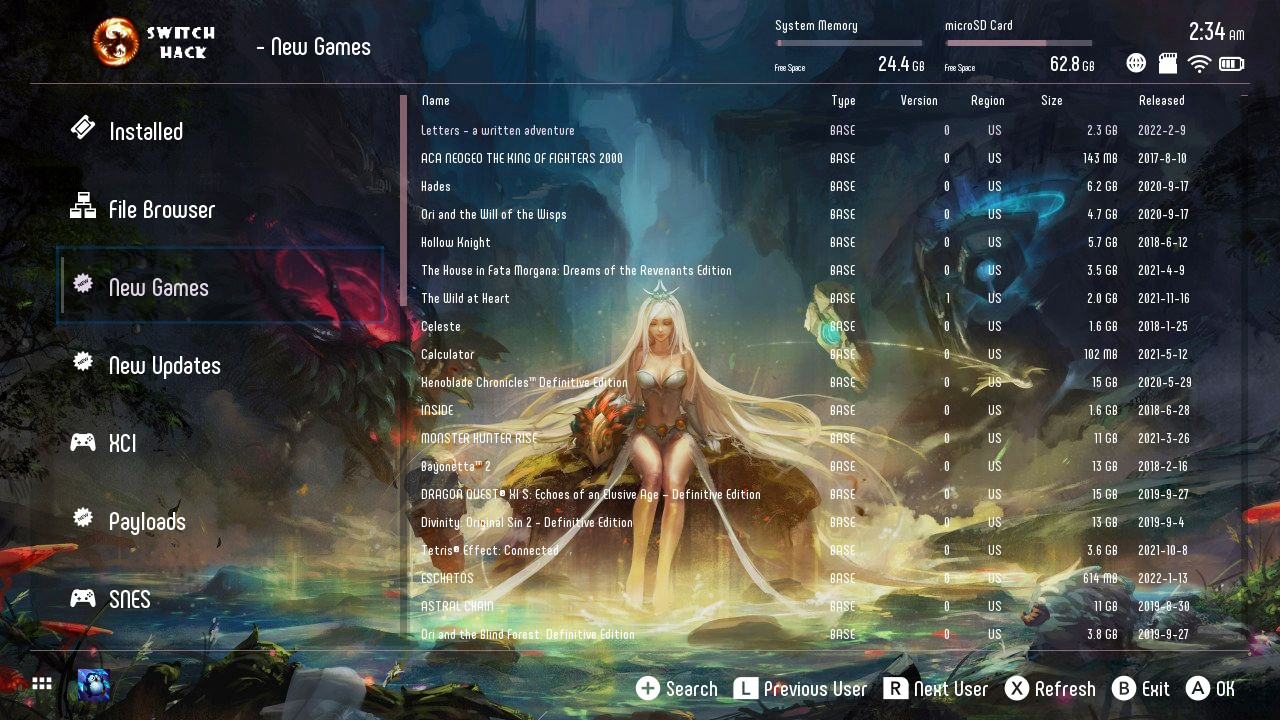 SWITCH HACK - New Games
System Memory
Free Space 24.4 GB
microSD Card
Free Space 62.8 GB
2:34 AM
Installed
File Browser
New Games
New Updates
XCI
Payloads
SNES
Name Type Version Region Size Released
Letters - a written adventure BASE 0 US 2.3 GB 2022-2-9
ACA NEOGEO THE KING OF FIGHTERS 2000 BASE 0 US 143 MB 2017-8-10
Hades BASE 0 US 6.2 GB 2020-9-17
Ori and the Will of the Wisps BASE 0 US 4.7 GB 2020-9-17
Hollow Knight BASE 0 US 5.7 GB 2018-6-12
The House in Fata Morgana: Dreams of the Revenants Edition BASE 0 US 3.5 GB 2021-4-9
The Wild at Heart BASE 1 US 2.0 GB 2021-11-16
Celeste BASE 0 US 1.6 GB 2018-1-25
Calculator BASE 0 US 102 MB 2021-5-12
Xenoblade Chronicles™ Definitive Edition BASE 0 US 15 GB 2020-5-29
INSIDE BASE 0 US 1.6 GB 2018-6-28
MONSTER HUNTER RISE BASE 0 US 11 GB 2021-3-26
Bayonetta™ 2 BASE 0 US 13 GB 2018-2-16
DRAGON QUEST® XI S: Echoes of an Elusive Age – Definitive Edition BASE 0 US 15 GB 2019-9-27
Divinity: Original Sin 2 - Definitive Edition BASE 0 US 13 GB 2019-9-4
Tetris® Effect: Connected BASE 0 US 3.6 GB 2021-10-8
ESCHATOS BASE 0 US 614 MB 2022-1-13
ASTRAL CHAIN BASE 0 US 11 GB 2019-8-30
Ori and the Blind Forest: Definitive Edition BASE 0 US 3.8 GB 2019-9-27
+ Search L Previous User R Next User X Refresh B Exit A OK